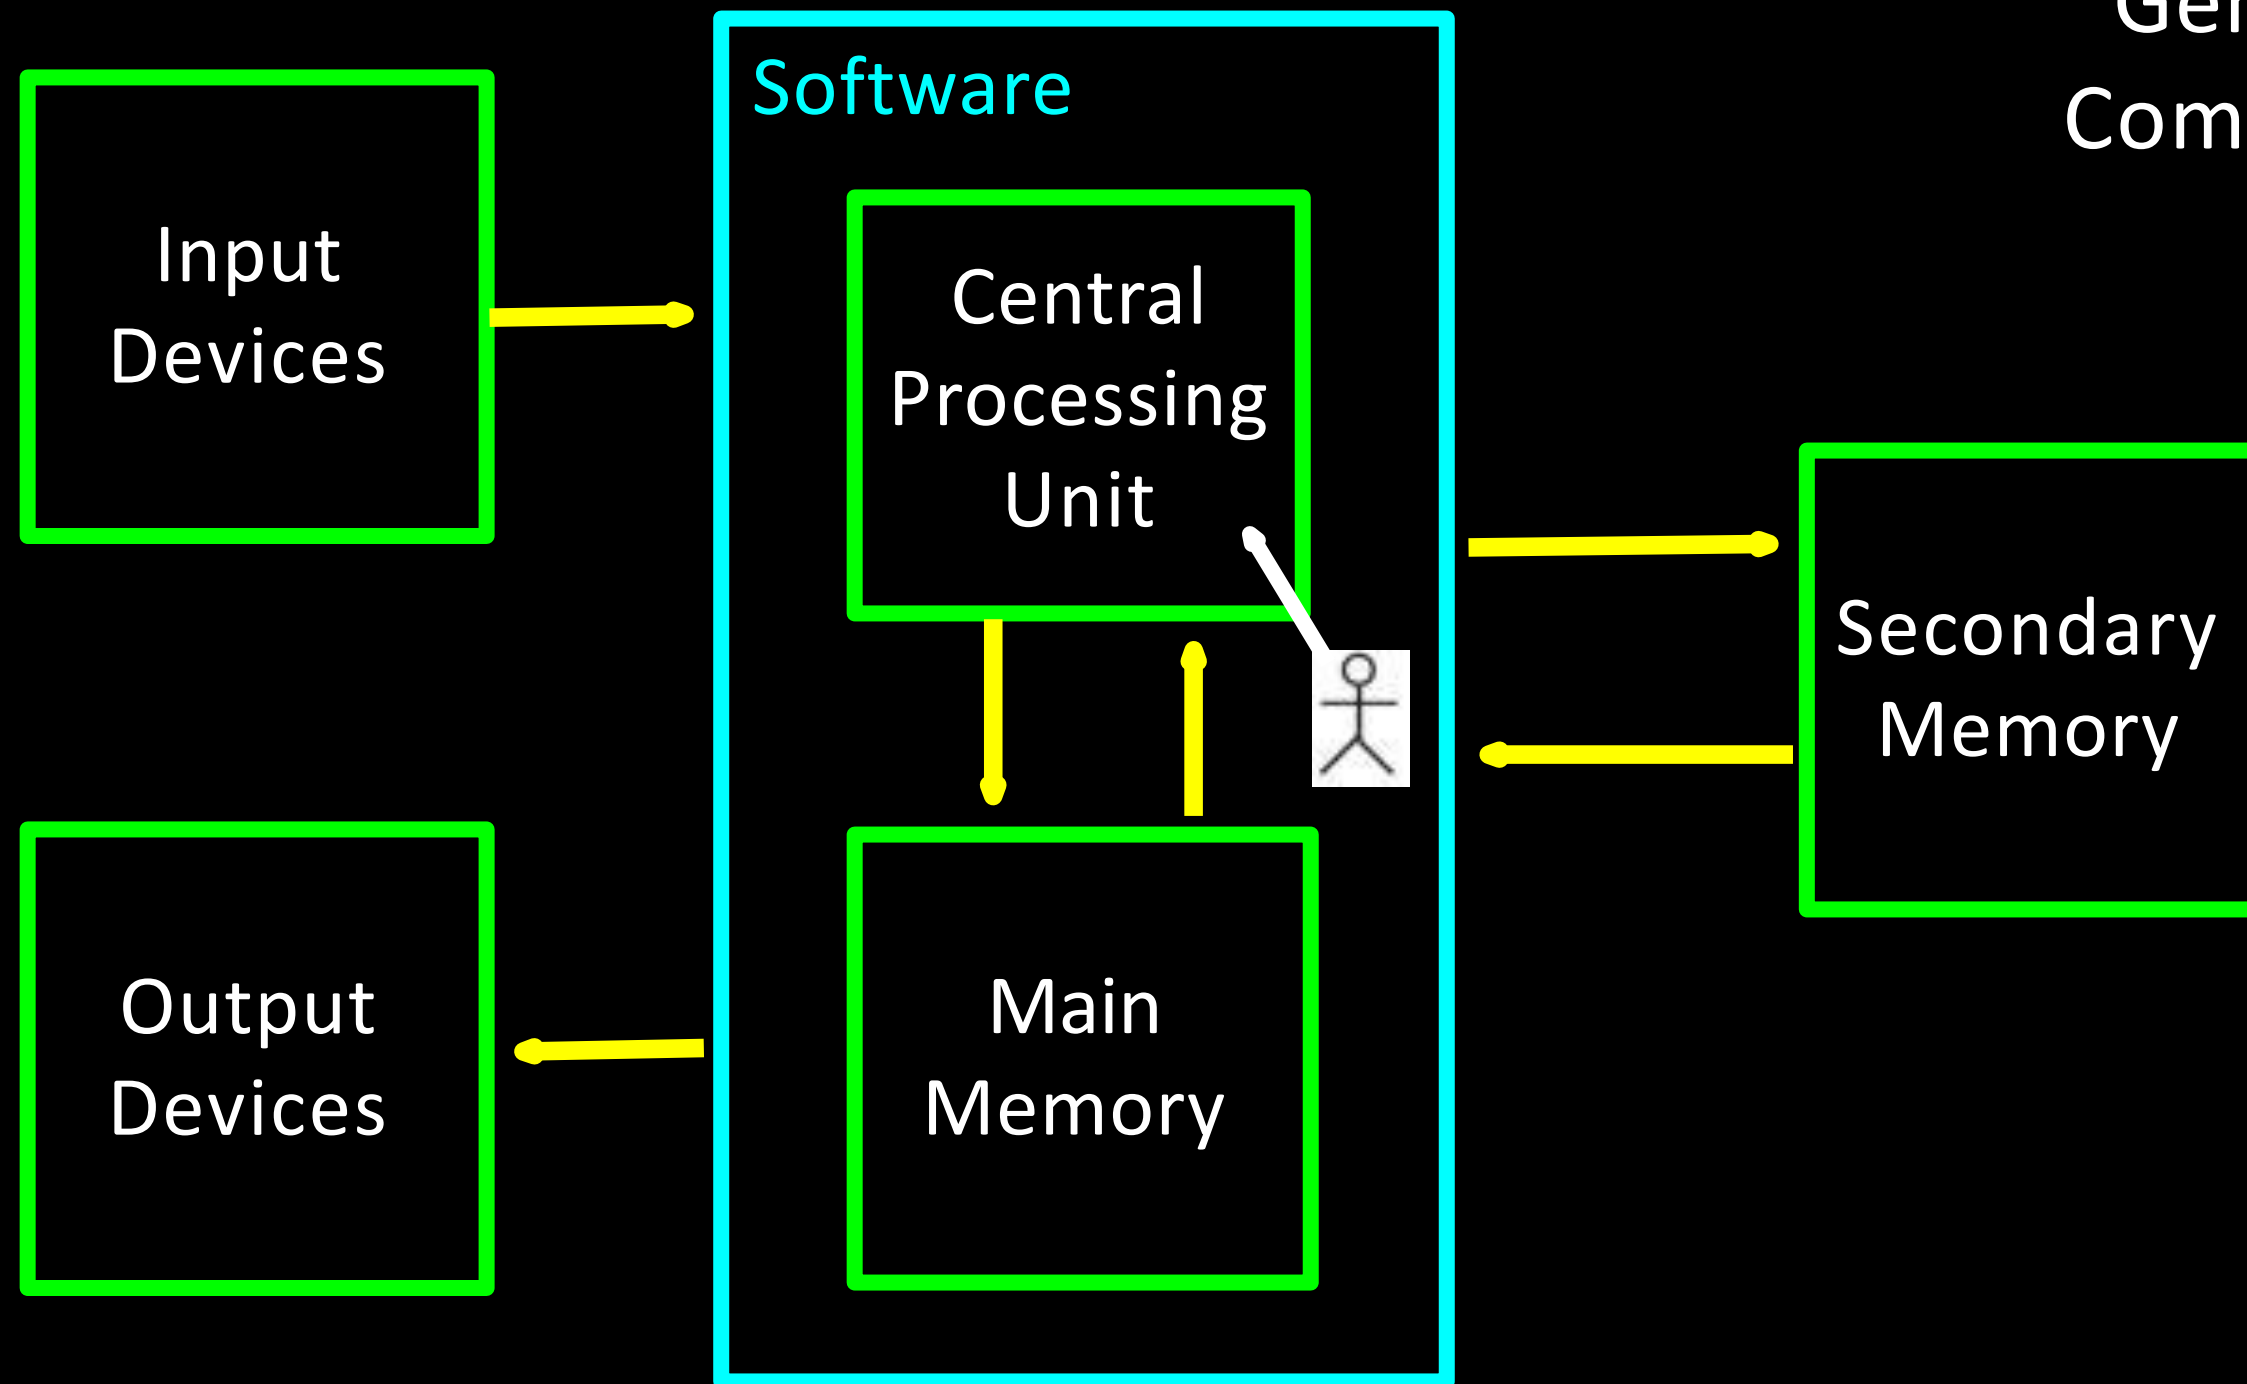 Software
Input
Devices
Central
Processing
Unit
Secondary
Memory
Output
Devices
Main
Memory